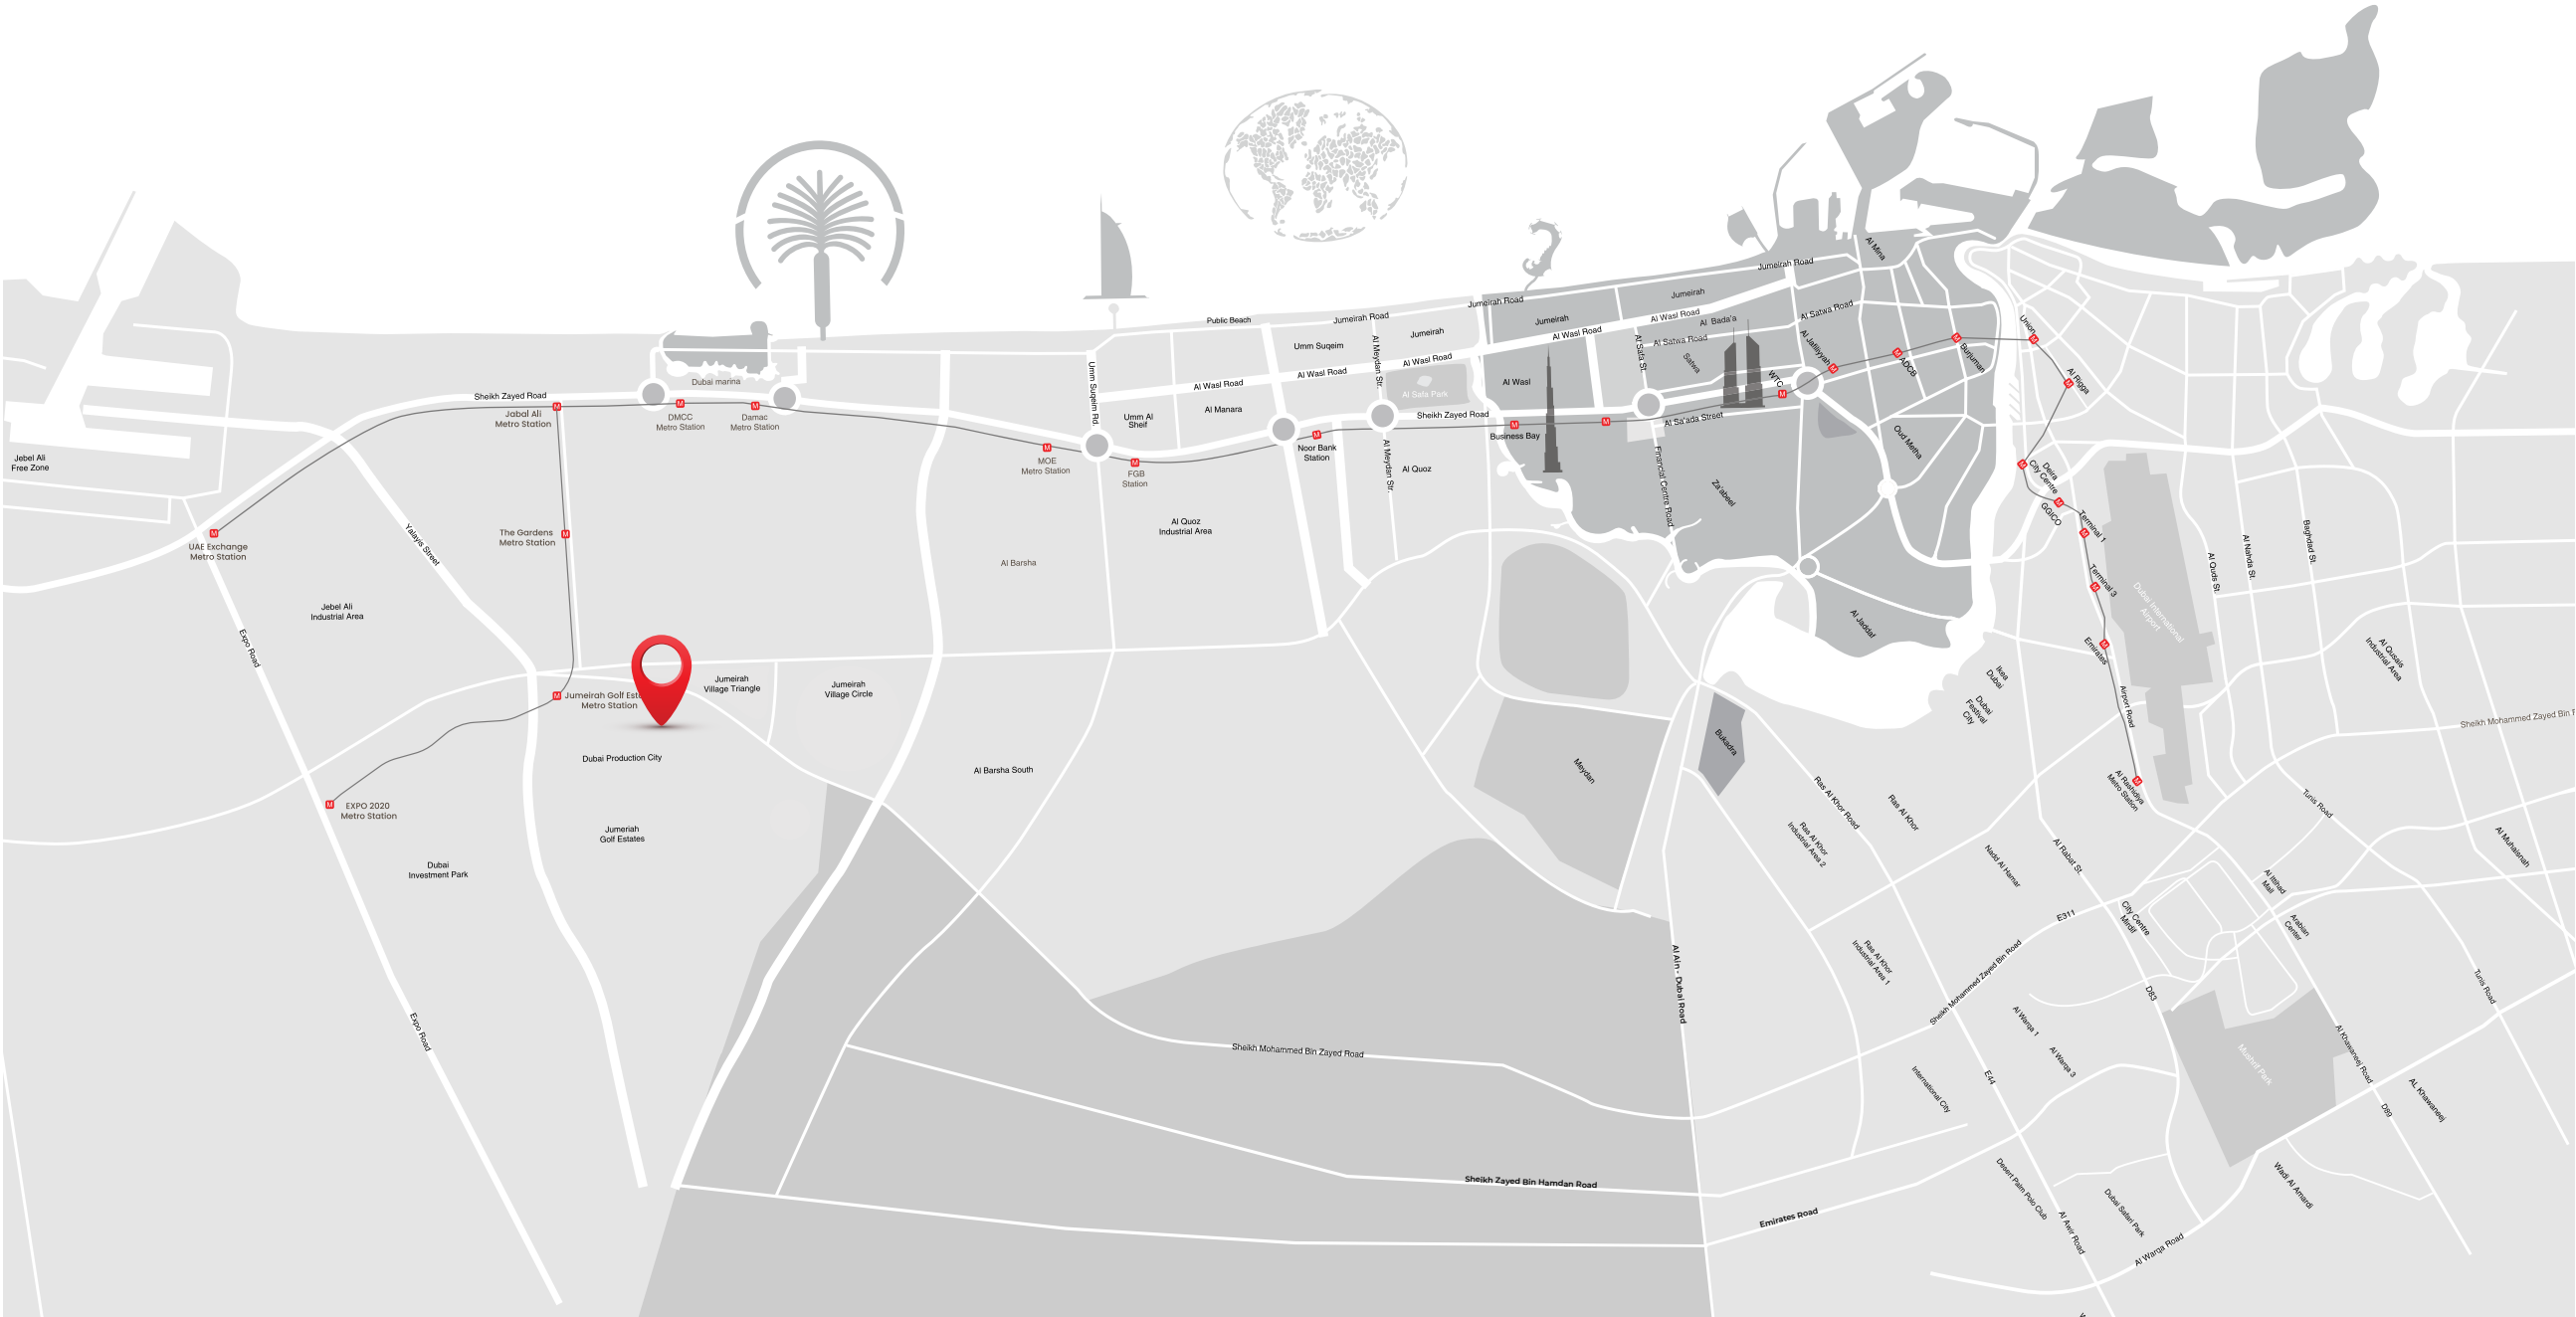 Al Mina
Jumeirah Road
Jumeirah
Jumeirah Road
Public Beach
Jumeirah Road
Jumeirah
Jumeirah
Al Wasl Road
Al Bada'a
Al Satwa Road
Union
Umm Suqeim
Al Meydan Str.
Al Wasl Road
Al Wasl Road
Al Satwa Road
Al Safa St.
Satwa
Al Jafiliyyah
ADCB
Burjuman
Al Rigga
Umm Suqeim Rd.
Al Wasl Road
Al Wasl Road
Al Safa Park
Al Wasl
WTC
Dubai marina
Sheikh Zayed Road
Jabal Ali
Metro Station
DMCC
Metro Station
Damac
Metro Station
Umm Al
Sheif
Al Manara
Sheikh Zayed Road
Al Sa'ada Street
Business Bay
Noor Bank
Station
Al Meydan Str.
Al Quoz
Oud Metha
Financial Centre Road
Za'abeel
Jebel Ali
Free Zone
MOE
Metro Station
FGB
Station
Deira
City Centre
GGICO
Terminal 1
UAE Exchange
Metro Station
Yalayis Street
The Gardens
Metro Station
Al Quoz
Industrial Area
Al Barsha
Al Quds St.
Al Nahda St.
Baghdad St.
Terminal 3
Dubai International
Airport
Jebel Ali
Industrial Area
Al Jaddaf
Emirates
Al Qusais
Industrial Area
Expo Road
Jumeirah Golf Est
Metro Station
Jumeirah
Village Triangle
Jumeirah
Village Circle
Ikea
Dubai
Dubai
Festival
City
Airport Road
Sheikh Mohammed Zayed Bin R
Dubai Production City
Al Barsha South
Meydan
Bukadra
Al Rashidiya
Metro Station
EXPO 2020
Metro Station
Ras Al Khor Road
Ras Al Khor
Tunis Road
Jumeriah
Golf Estates
Ras Al Khor
Industrial Area 2
Nadd Al Hamar
Al Rabat St.
Al Muhaisnah
Dubai
Investment Park
Al Ittihad
Mall
City Centre
Mirdif
Arabian
Center
E311
Sheikh Mohammed Zayed Bin Road
Ras Al Khor
Industrial Area 1
Al Ain - Dubai Road
D83
Tunis Road
Expo Road
Al Warqa 1
Al Warqa 3
Mushrif Park
Al Khawaneej Road
Sheikh Mohammed Bin Zayed Road
International City
E44
D89
AL Khawaneej
Sheikh Zayed Bin Hamdan Road
Desert Palm Polo Club
Dubai Safari Park
Wadi Al Amardi
Emirates Road
Al Awir Road
Al Warqa Road